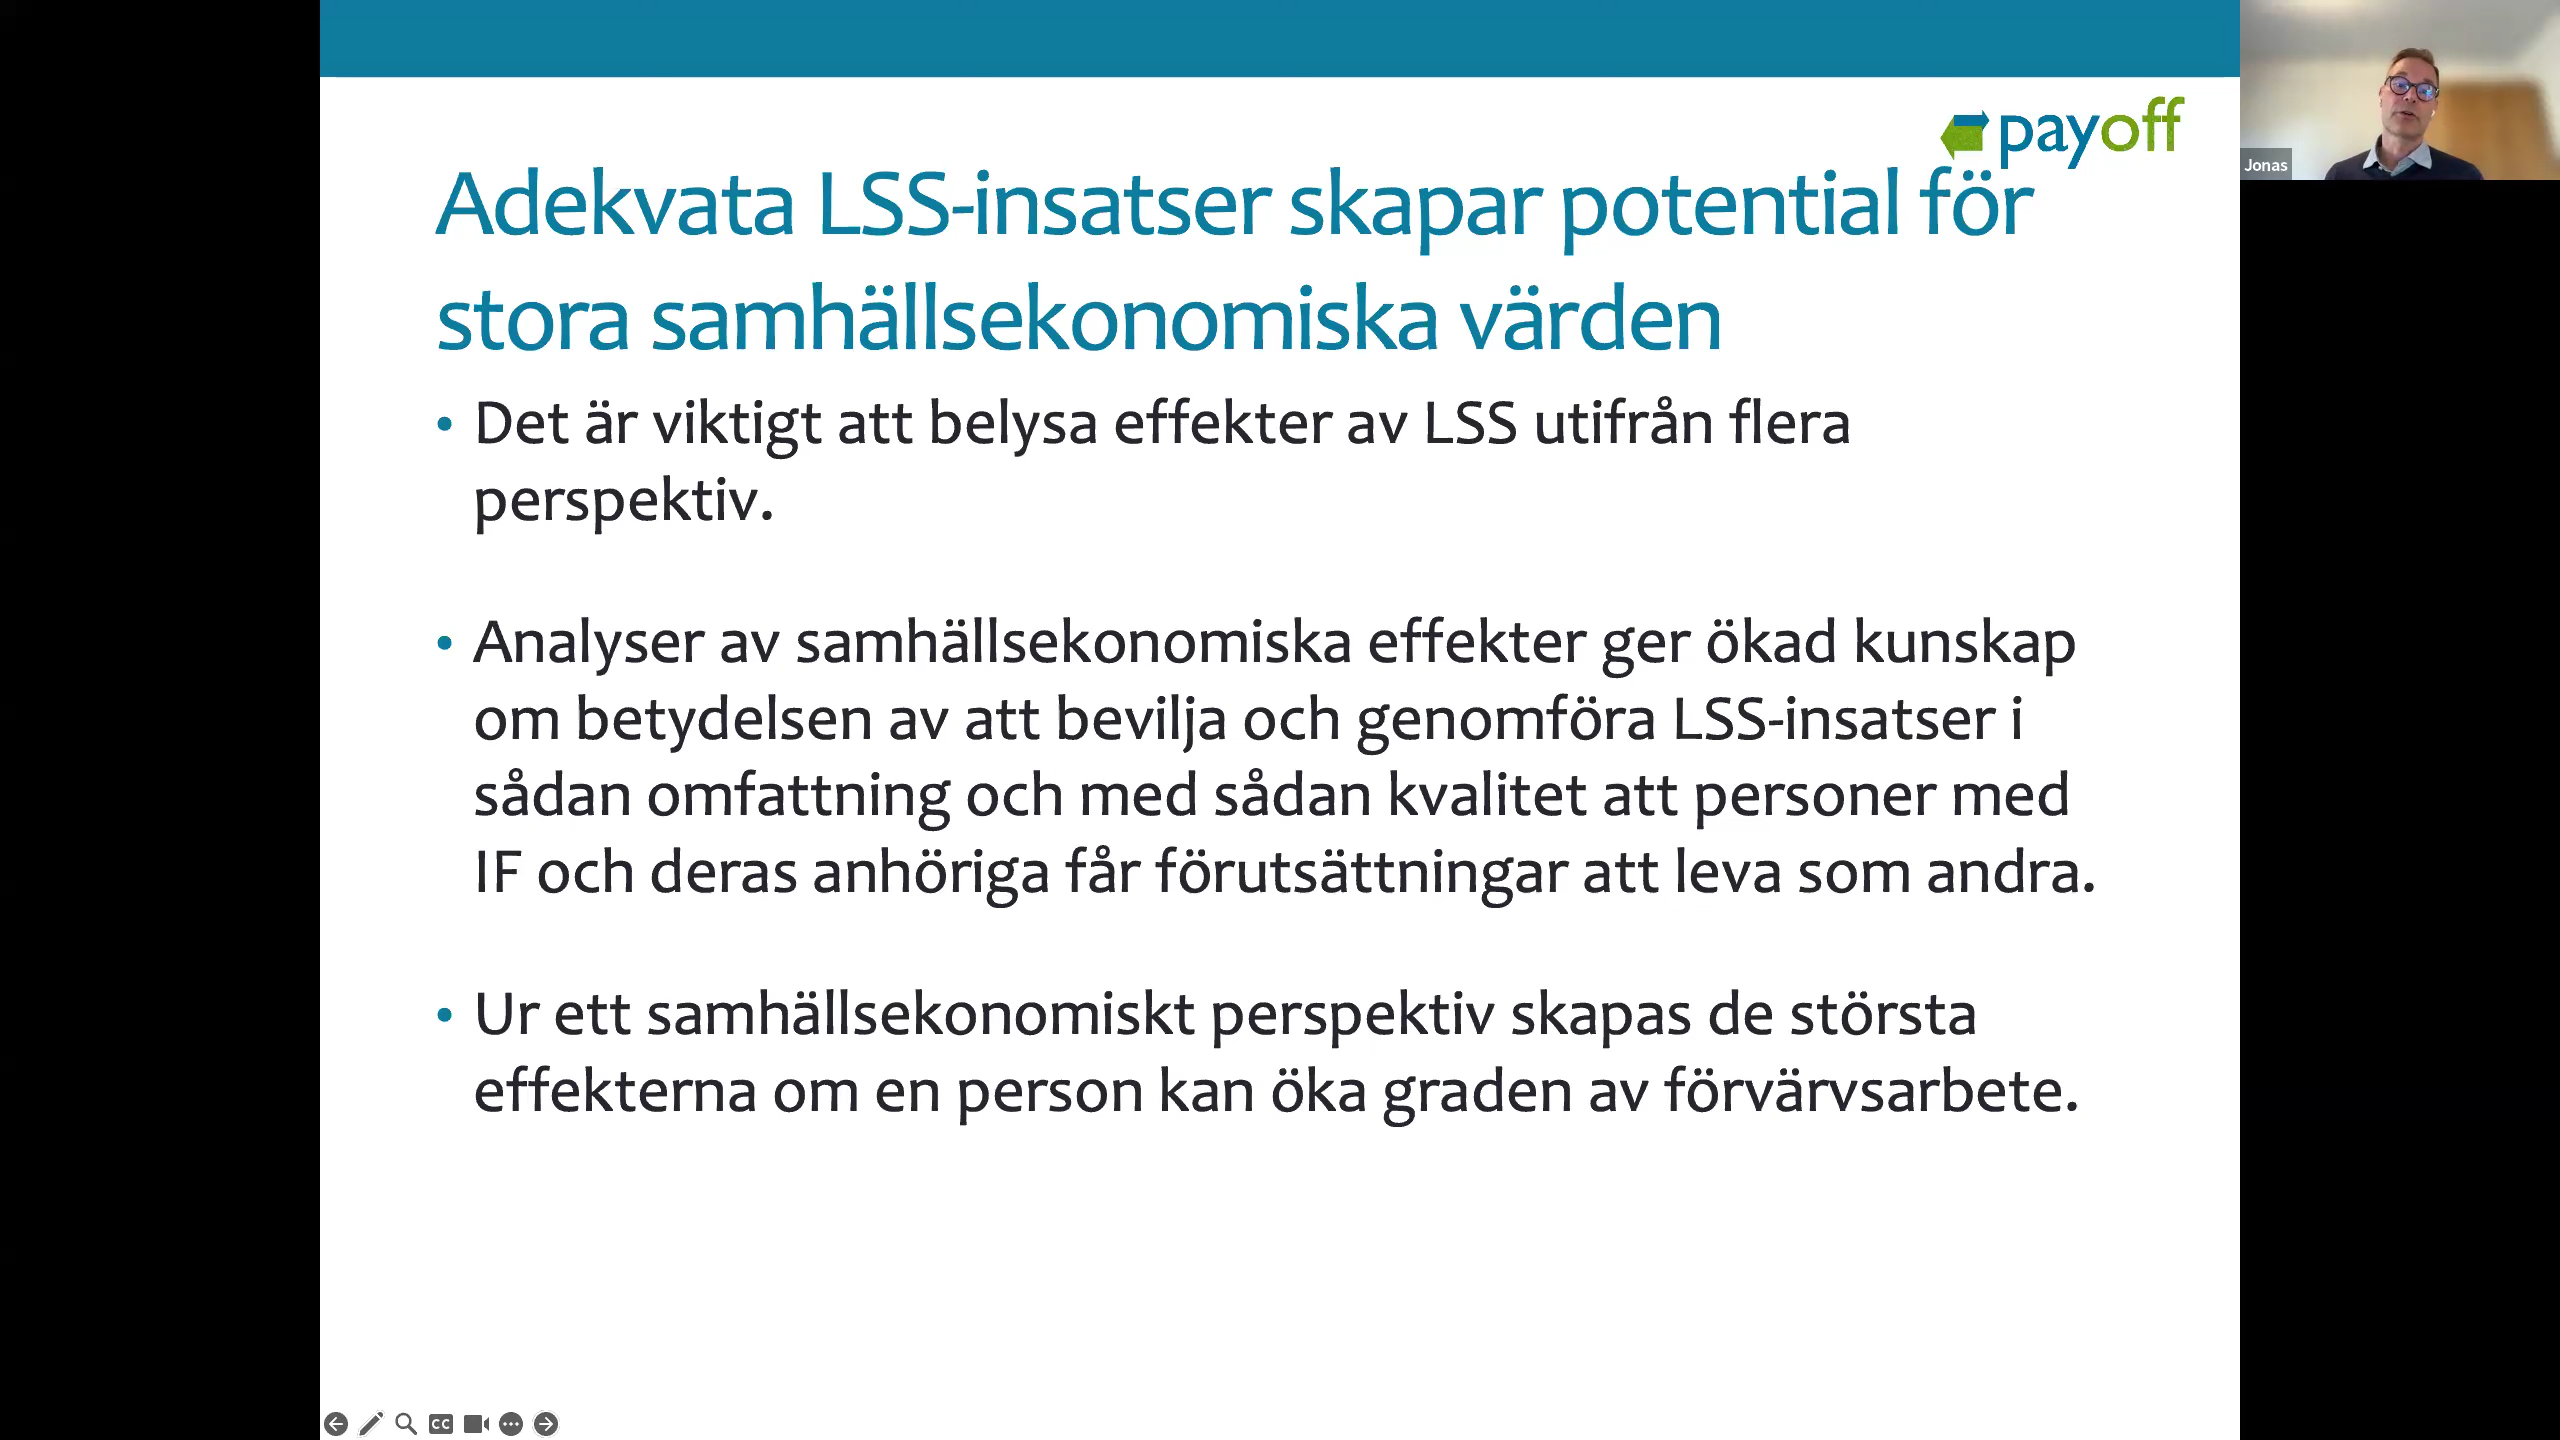 payoff
Jonas
Adekvata LSS-insatser skapar potential för
stora samhällsekonomiska värden
• Det är viktigt att belysa effekter av LSS utifrån flera
perspektiv.
• Analyser av samhällsekonomiska effekter ger ökad kunskap
om betydelsen av att bevilja och genomföra LSS-insatser i
sådan omfattning och med sådan kvalitet att personer med
IF och deras anhöriga får förutsättningar att leva som andra.
• Ur ett samhällsekonomiskt perspektiv skapas de största
effekterna om en person kan öka graden av förvärvsarbete.
CC